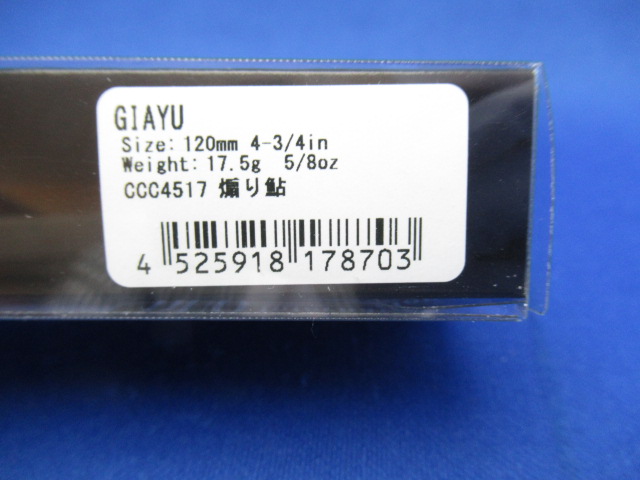 GIAYU
Size: 120mm 4-3/4in
Weight: 17.5g 5/8oz
CCC4517 煽り鮎
4 525918 178703